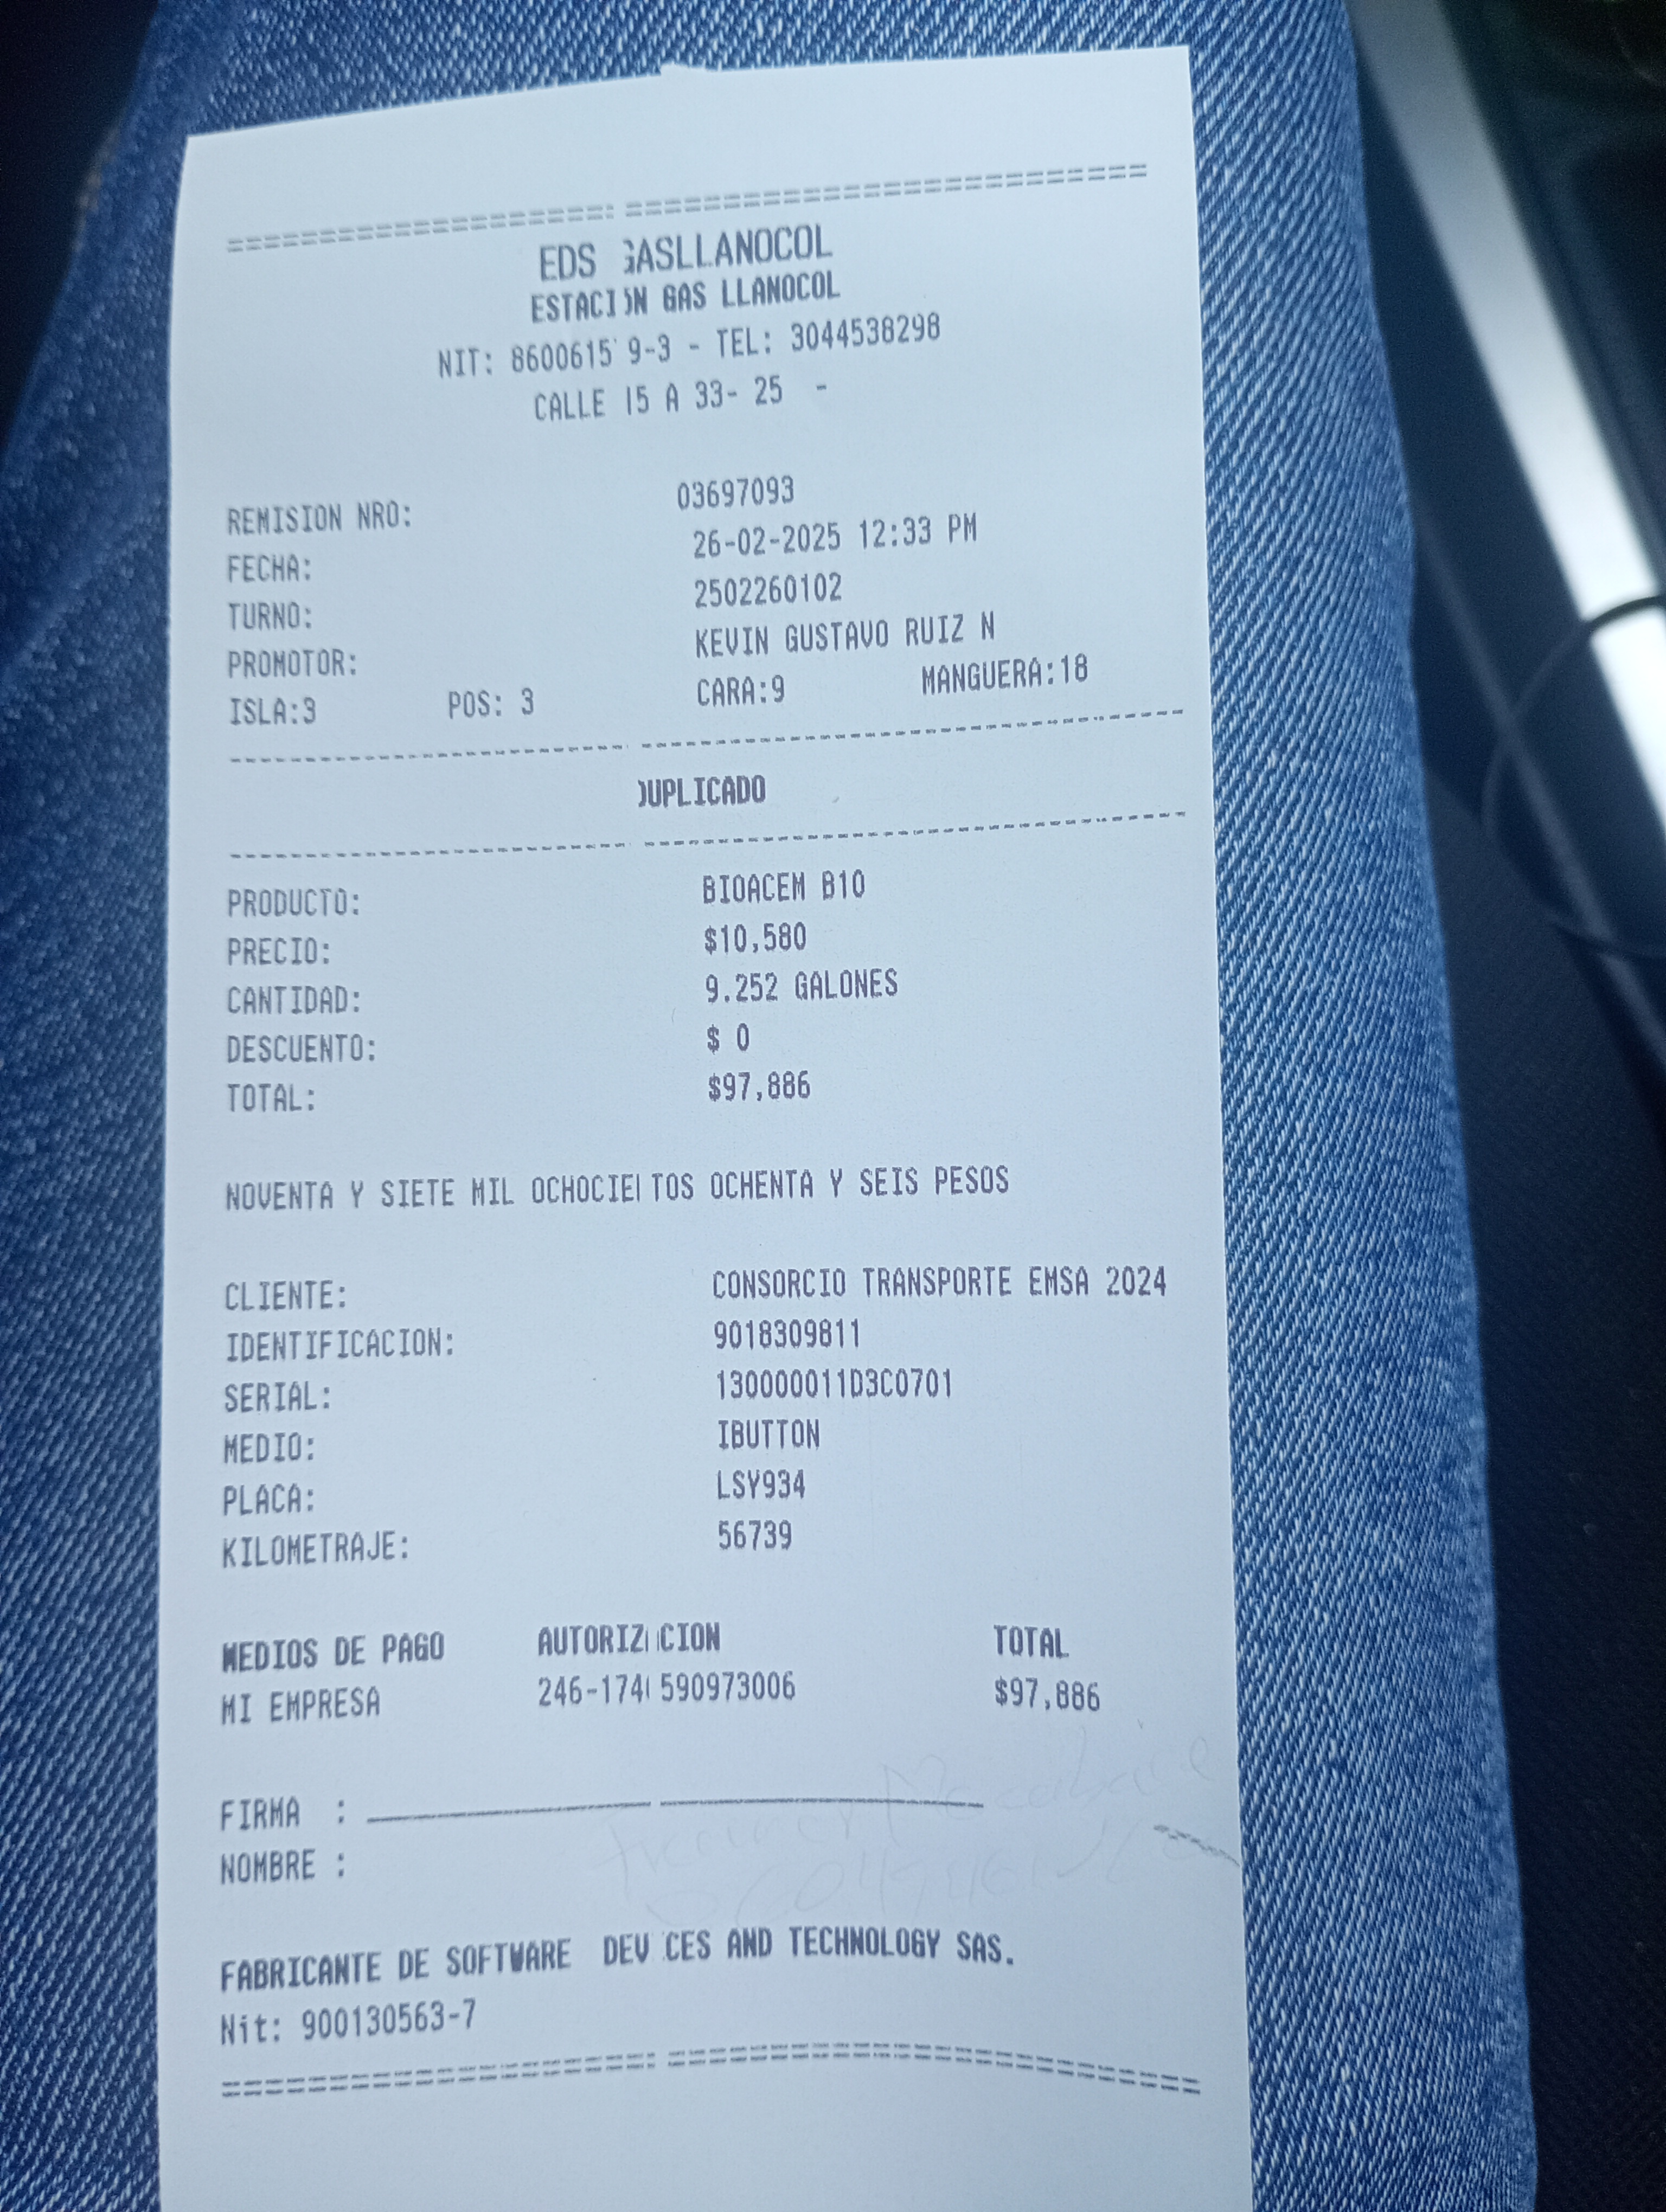 EDS GASLLANOCOL
ESTACIÓN GAS LLANOCOL
NIT: 8600615 9-3 - TEL: 3044538298
CALLE 15 A 33- 25 -
REMISION NRO: 03697093
FECHA: 26-02-2025 12:33 PM
TURNO: 2502260102
PROMOTOR: KEVIN GUSTAVO RUIZ N
ISLA:3 POS: 3 CARA:9 MANGUERA:18
DUPLICADO
PRODUCTO: BIOACEM B10
PRECIO: $10,580
CANTIDAD: 9.252 GALONES
DESCUENTO: $ 0
TOTAL: $97,886
NOVENTA Y SIETE MIL OCHOCIENTOS OCHENTA Y SEIS PESOS
CLIENTE: CONSORCIO TRANSPORTE EMSA 2024
IDENTIFICACION: 9018309811
SERIAL: 130000011D3C0701
MEDIO: IBUTTON
PLACA: LSY934
KILOMETRAJE: 56739
MEDIOS DE PAGO AUTORIZACION TOTAL
MI EMPRESA 246-1740590973006 $97,886
FIRMA :
NOMBRE :
FABRICANTE DE SOFTWARE DEVICES AND TECHNOLOGY SAS.
Nit: 900130563-7